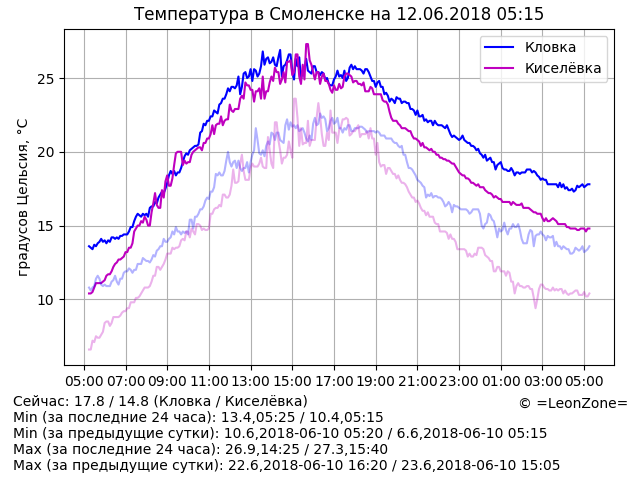 Температура в Смоленске на 12.06.2018 05:15
градусов Цельсия, °C
25
20
15
10
Кловка
Киселёвка
05:00 07:00 09:00 11:00 13:00 15:00 17:00 19:00 21:00 23:00 01:00 03:00 05:00
Сейчас: 17.8 / 14.8 (Кловка / Киселёвка)
© =LeonZone=
Min (за последние 24 часа): 13.4,05:25 / 10.4,05:15
Min (за предыдущие сутки): 10.6,2018-06-10 05:20 / 6.6,2018-06-10 05:15
Max (за последние 24 часа): 26.9,14:25 / 27.3,15:40
Max (за предыдущие сутки): 22.6,2018-06-10 16:20 / 23.6,2018-06-10 15:05